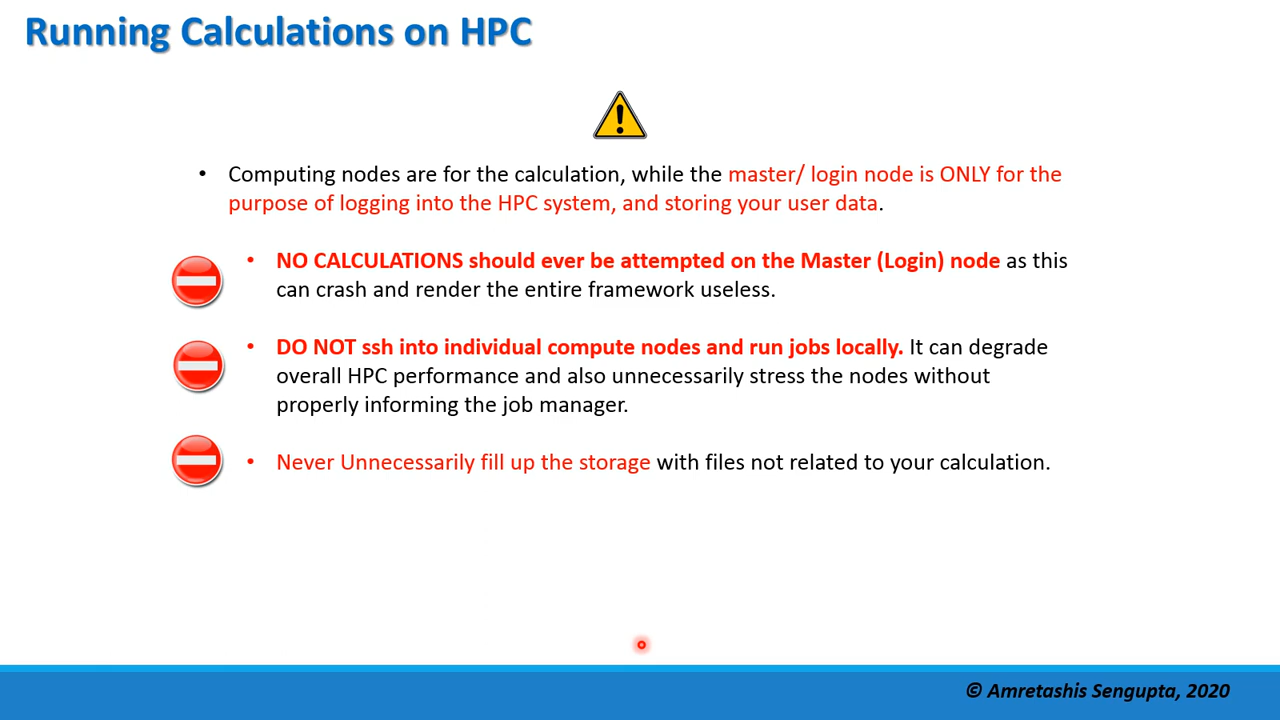 Running Calculations on HPC
• Computing nodes are for the calculation, while the master/ login node is ONLY for the
purpose of logging into the HPC system, and storing your user data.
• NO CALCULATIONS should ever be attempted on the Master (Login) node as this
can crash and render the entire framework useless.
• DO NOT ssh into individual compute nodes and run jobs locally. It can degrade
overall HPC performance and also unnecessarily stress the nodes without
properly informing the job manager.
• Never Unnecessarily fill up the storage with files not related to your calculation.
© Amretashis Sengupta, 2020